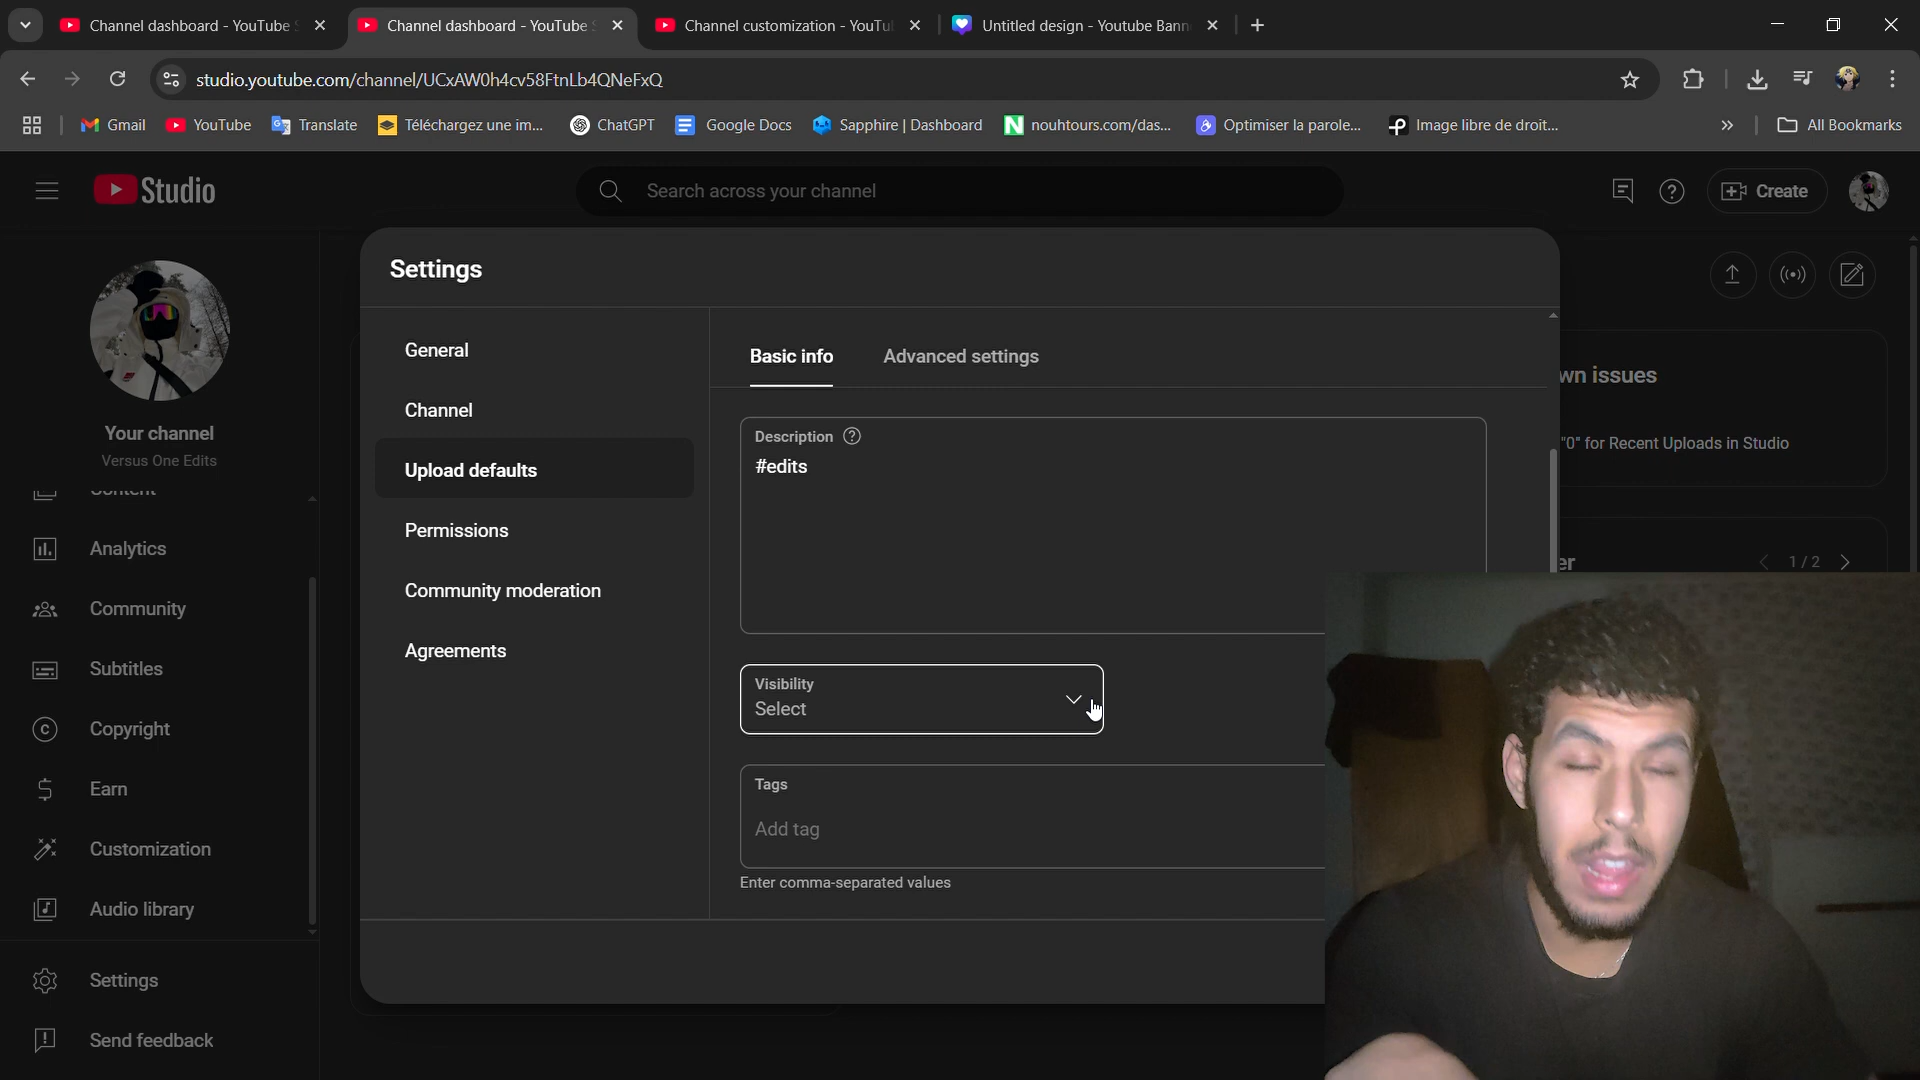 Channel dashboard - YouTube S
Channel dashboard - YouTube S
Channel customization - YouTu
Untitled design - Youtube Bann
studio.youtube.com/channel/UCxAW0h4cv58FtnLb4QNeFxQ
Gmail
YouTube
Translate
Téléchargez une im...
ChatGPT
Google Docs
Sapphire | Dashboard
nouhtours.com/das...
Optimiser la parole...
Image libre de droit...
All Bookmarks
Studio
Search across your channel
Create
Your channel
Versus One Edits
Content
Analytics
Community
Subtitles
Copyright
Earn
Customization
Audio library
Settings
Send feedback
Settings
General
Channel
Upload defaults
Permissions
Community moderation
Agreements
Basic info
Advanced settings
Description
#edits
Visibility
Select
Tags
Add tag
Enter comma-separated values
wn issues
"0" for Recent Uploads in Studio
er
1 / 2